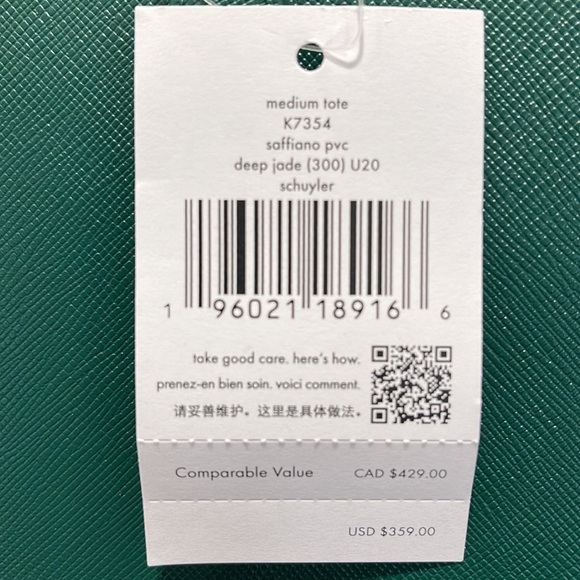 medium tote
K7354
saffiano pvc
deep jade (300) U20
schuyler
1 96021 18916 6
take good care. here's how.
prenez-en bien soin. voici comment.
请妥善维护。这里是具体做法。
Comparable Value CAD $429.00
USD $359.00